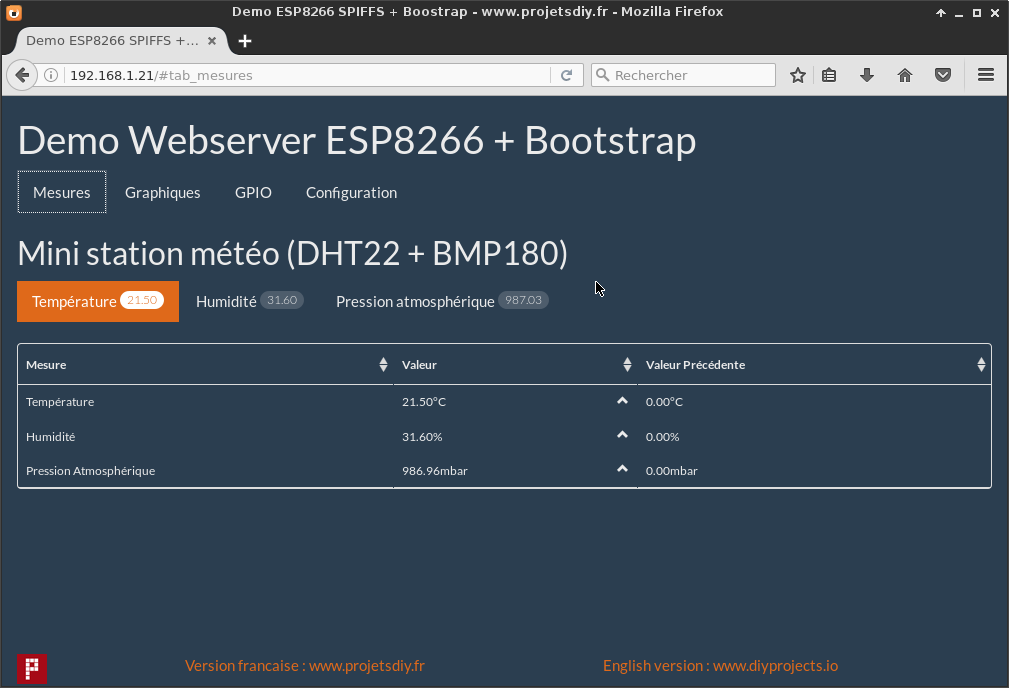 Demo ESP8266 SPIFFS + Boostrap - www.projetsdiy.fr - Mozilla Firefox
Demo ESP8266 SPIFFS +...
192.168.1.21/#tab_mesures
Rechercher
Demo Webserver ESP8266 + Bootstrap
Mesures Graphiques GPIO Configuration
Mini station météo (DHT22 + BMP180)
Température 21.50 Humidité 31.60 Pression atmosphérique 987.03
Mesure Valeur Valeur Précédente
Température 21.50°C 0.00°C
Humidité 31.60% 0.00%
Pression Atmosphérique 986.96mbar 0.00mbar
Version francaise : www.projetsdiy.fr English version : www.diyprojects.io